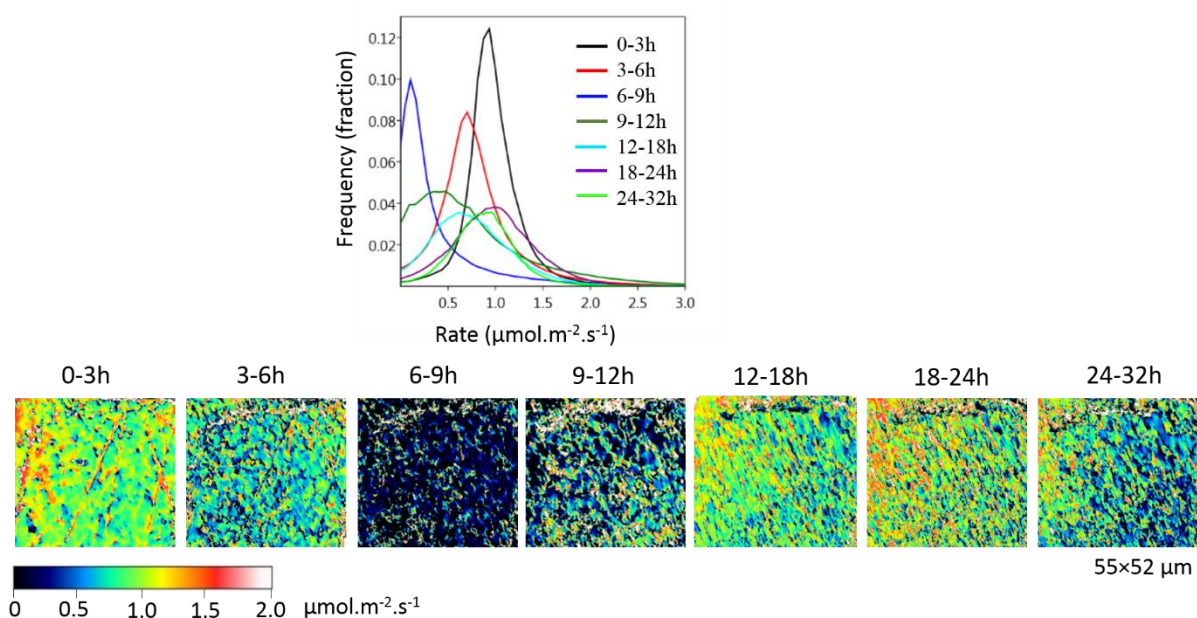 Frequency (fraction)
0.12
0.10
0.08
0.06
0.04
0.02
0-3h
3-6h
6-9h
9-12h
12-18h
18-24h
24-32h
0.5 1.0 1.5 2.0 2.5 3.0
Rate (μmol.m⁻².s⁻¹)
0-3h 3-6h 6-9h 9-12h 12-18h 18-24h 24-32h
55×52 μm
0 0.5 1.0 1.5 2.0 μmol.m⁻².s⁻¹